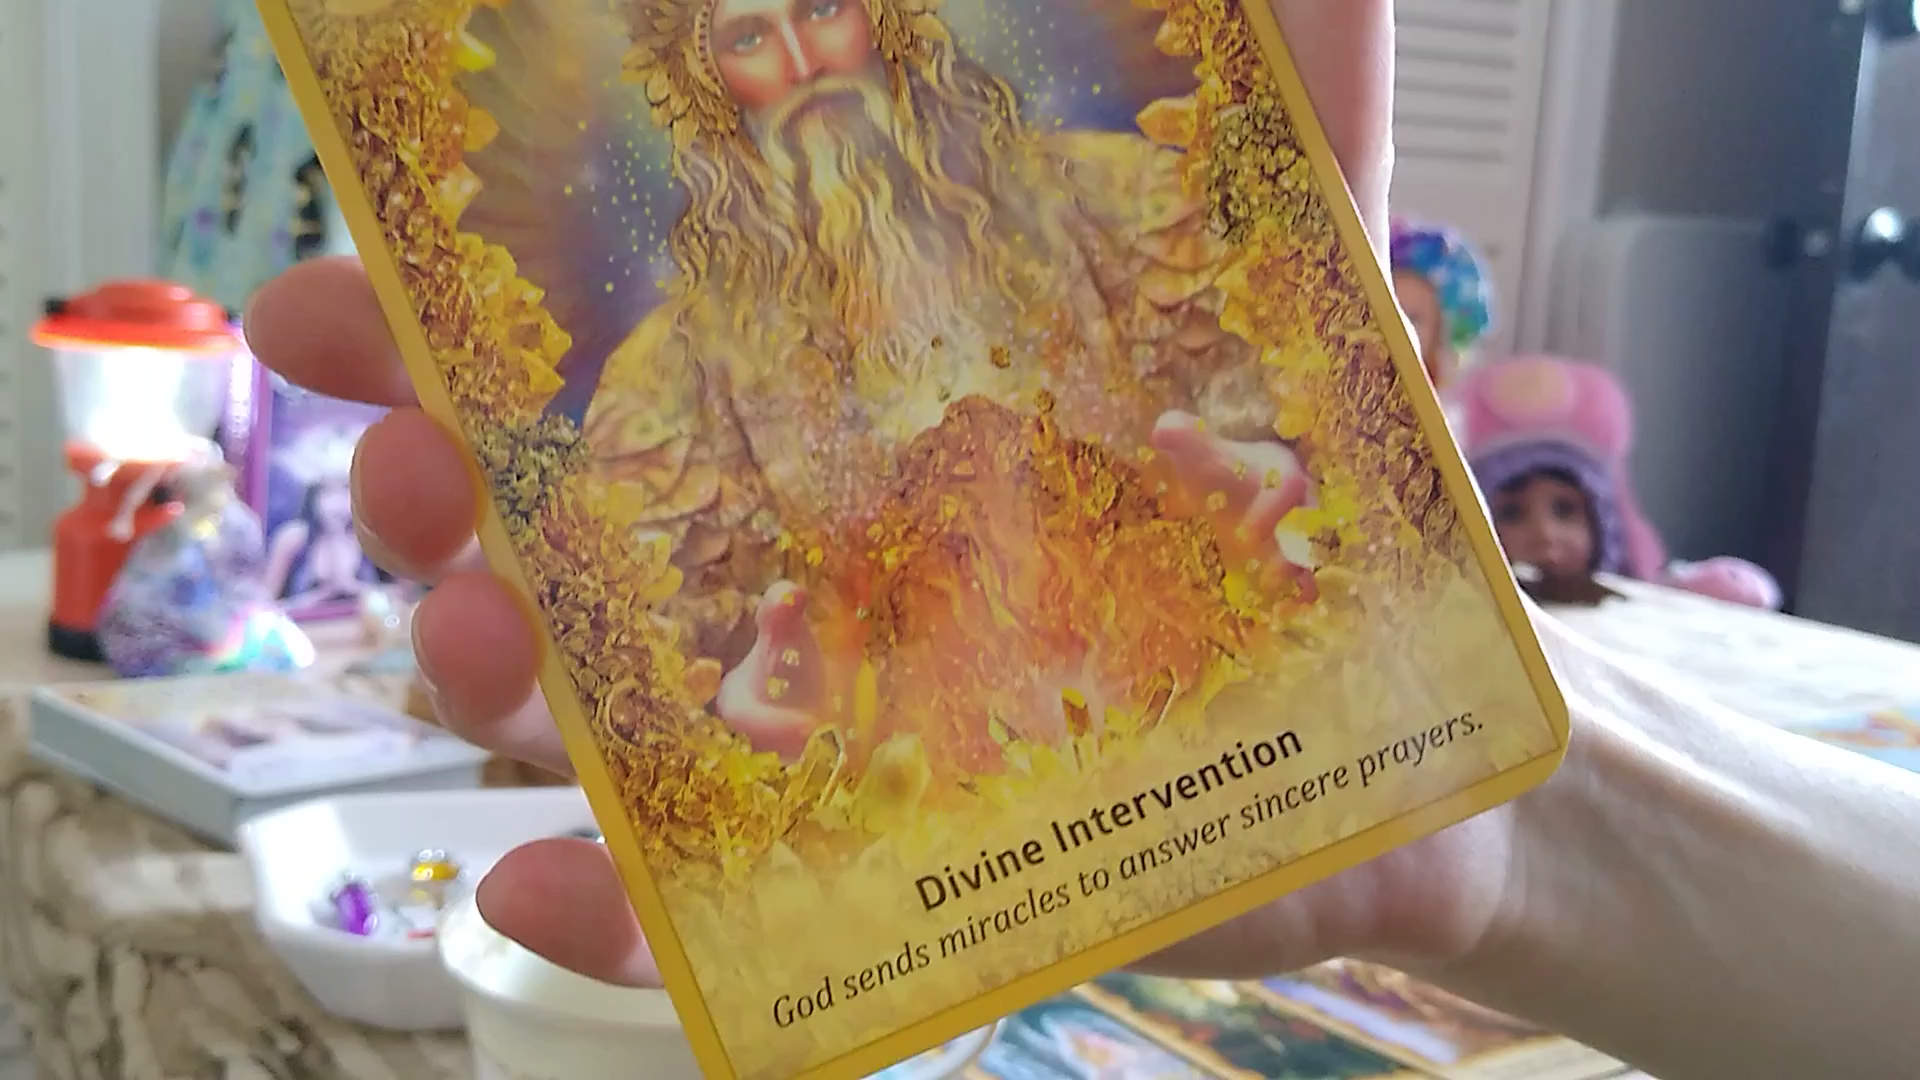 Divine Intervention
God sends miracles to answer sincere prayers.